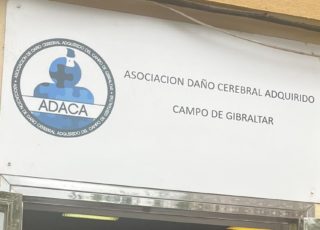 ASOCIACION DAÑO CEREBRAL ADQUIRIDO
CAMPO DE GIBRALTAR
ADACA